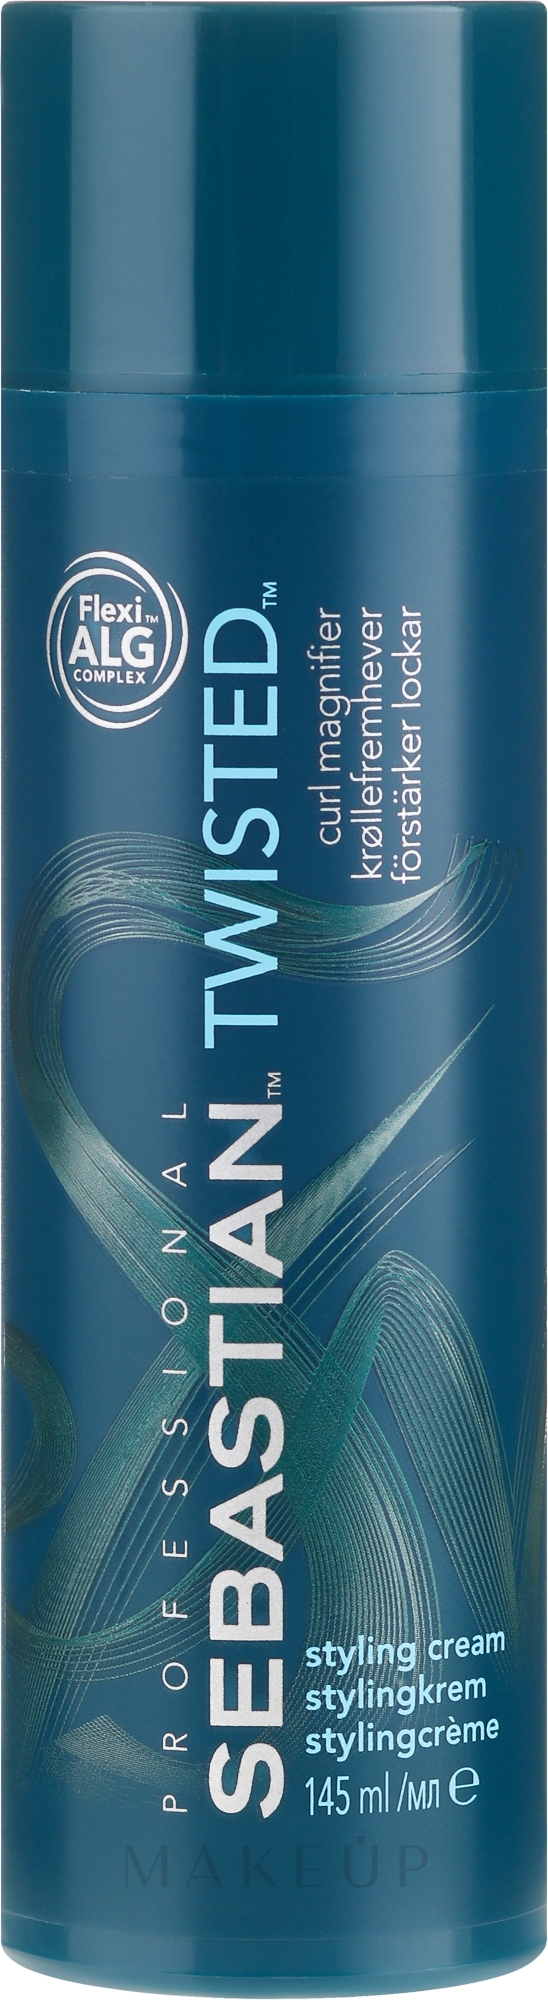 Flexi™
ALG
COMPLEX
PROFESSIONAL
SEBASTIAN™ TWISTED™
curl magnifier
krøllefremhever
förstärker lockar
styling cream
stylingkrem
stylingcrème
145 ml /мл ℮
MAKEUP